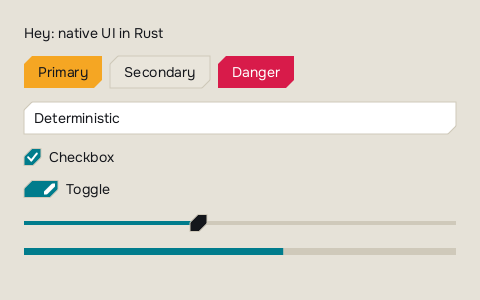 Hey: native UI in Rust
Primary Secondary Danger
Deterministic
Checkbox
Toggle